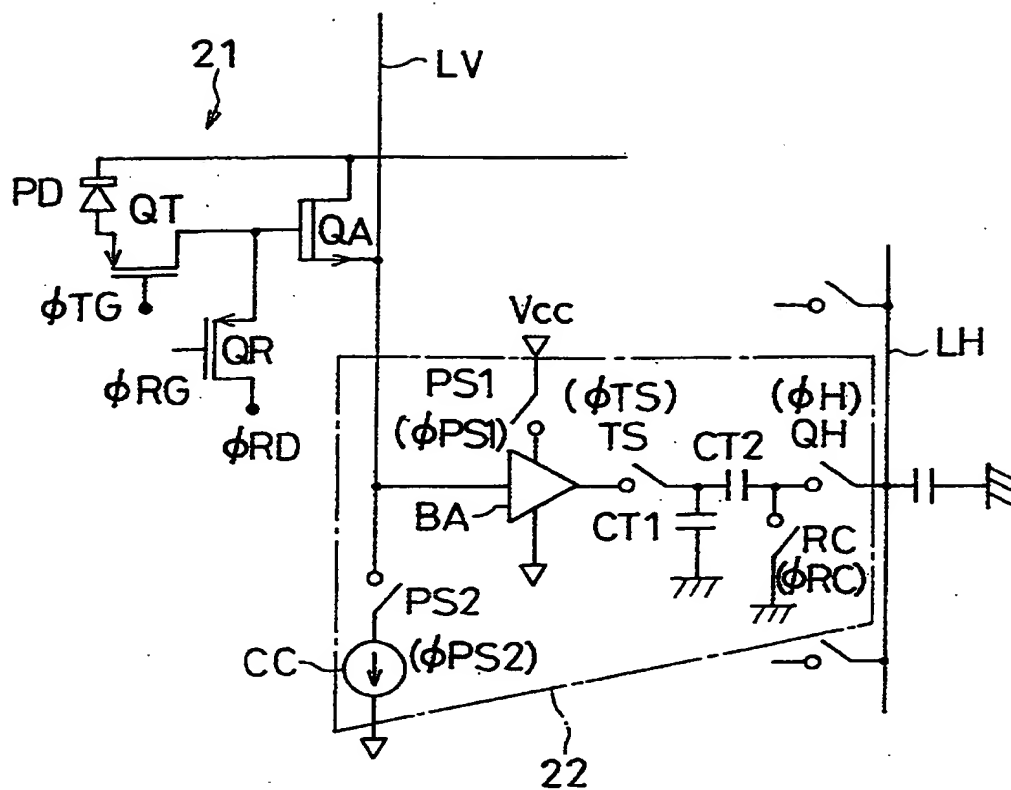 21
LV
PD
QT
QA
φTG
QR
φRG
φRD
Vcc
LH
PS1
(φPS1)
(φTS)
TS
(φH)
QH
CT2
BA
CT1
RC
(φRC)
PS2
(φPS2)
CC
22